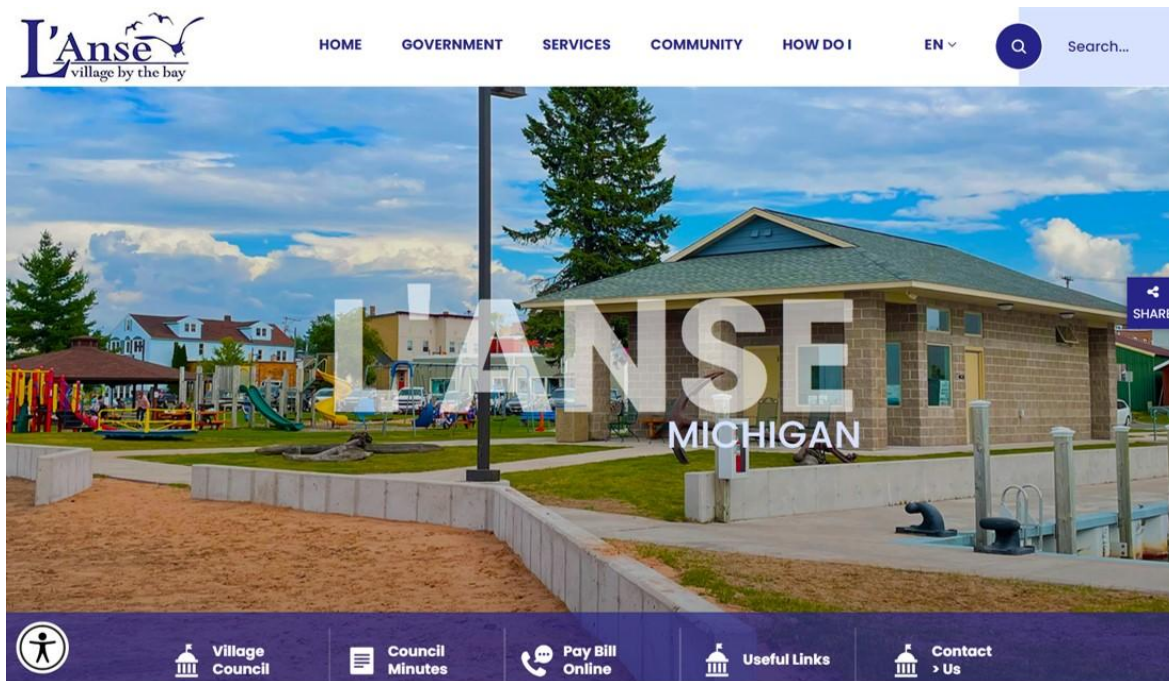 L'Anse
village by the bay
HOME GOVERNMENT SERVICES COMMUNITY HOW DO I EN
Search...
SHARE
L'ANSE
MICHIGAN
Village
Council
Council
Minutes
Pay Bill
Online
Useful Links
Contact
> Us